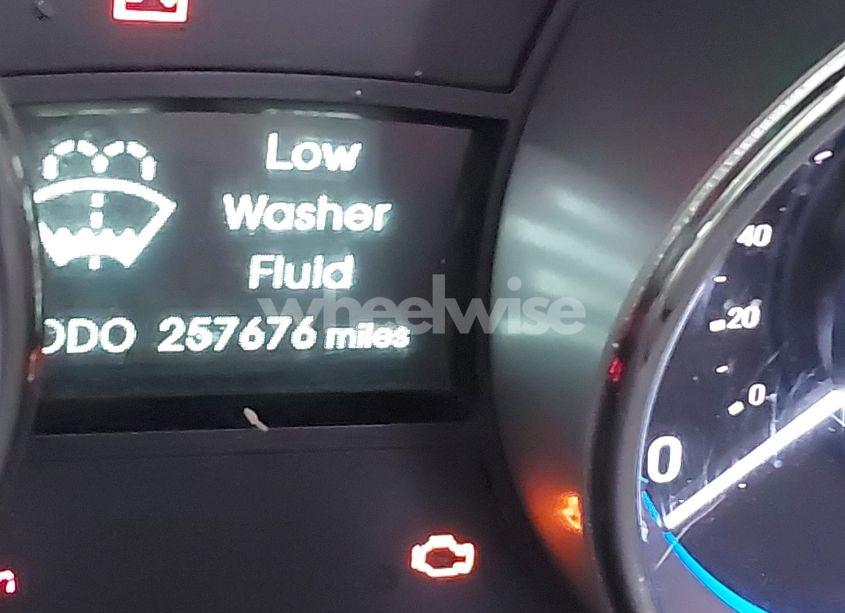 Low
Washer
Fluid
ODO 257676 miles
wheelwise
40
20
0
0